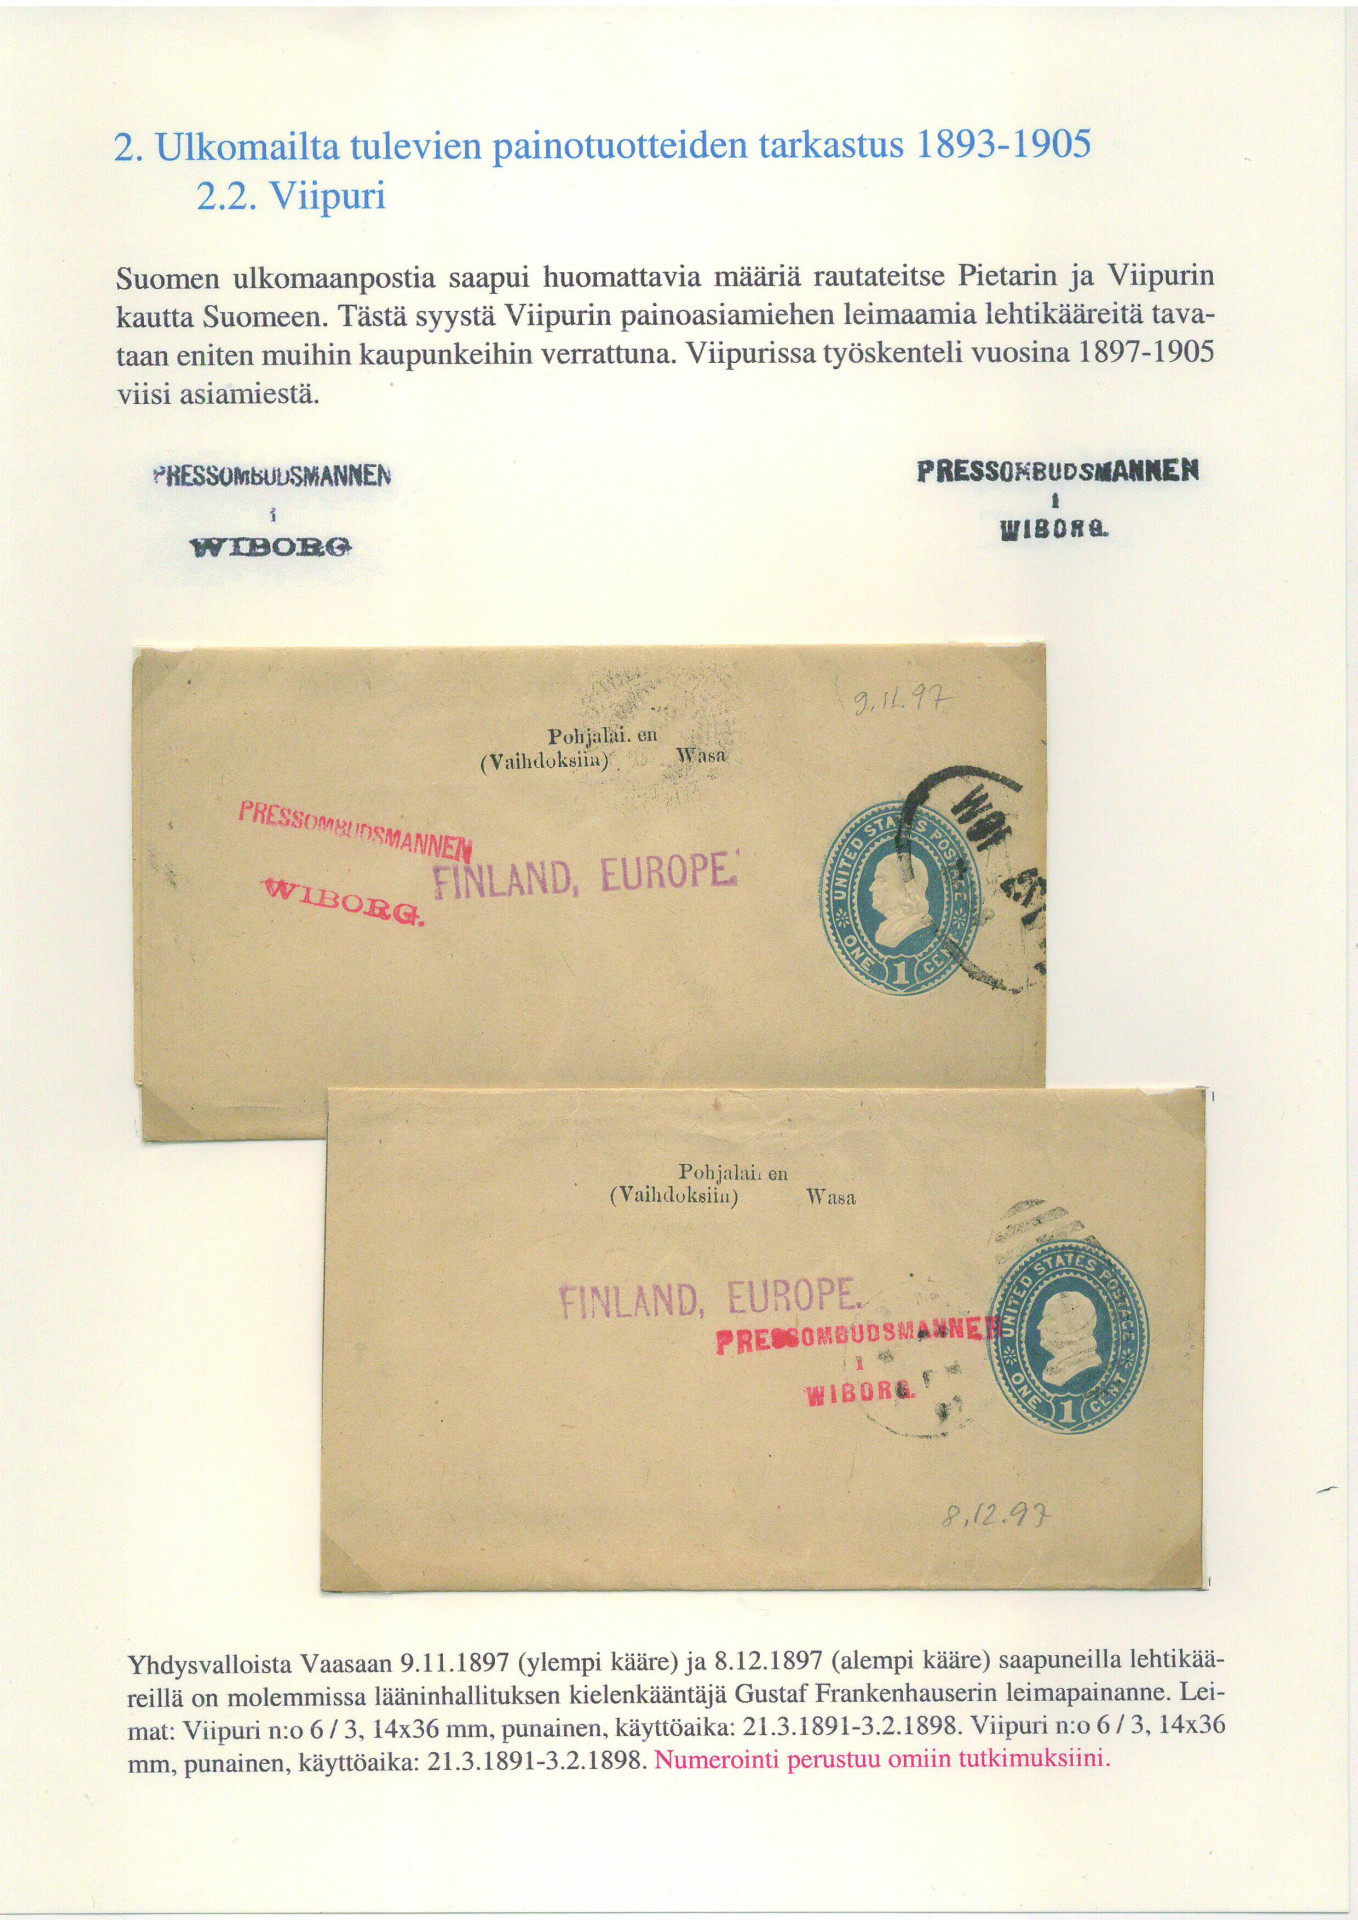 2. Ulkomailta tulevien painotuotteiden tarkastus 1893-1905
2.2. Viipuri
Suomen ulkomaanpostia saapui huomattavia määriä rautateitse Pietarin ja Viipurin
kautta Suomeen. Tästä syystä Viipurin painoasiamiehen leimaamia lehtikääreitä tava-
taan eniten muihin kaupunkeihin verrattuna. Viipurissa työskenteli vuosina 1897-1905
viisi asiamiestä.
PRESSOMBUDSMANNEN
i
WIBORG
PRESSOMBUDSMANNEN
i
WIBORG.
9.11.97
Pohjalai. en
(Vaihdoksiin) Wasa
PRESSOMBUDSMANNEN
WIBORG.
FINLAND, EUROPE.
UNITED STATES POSTAGE
ONE 1 CENT
Pohjalai. en
(Vaihdoksiin) Wasa
FINLAND, EUROPE.
PRESSOMBUDSMANNEN
i
WIBORG.
UNITED STATES POSTAGE
ONE 1 CENT
8.12.97
Yhdysvalloista Vaasaan 9.11.1897 (ylempi kääre) ja 8.12.1897 (alempi kääre) saapuneilla lehtikää-
reillä on molemmissa lääninhallituksen kielenkääntäjä Gustaf Frankenhauserin leimapainanne. Lei-
mat: Viipuri n:o 6 / 3, 14x36 mm, punainen, käyttöaika: 21.3.1891-3.2.1898. Viipuri n:o 6 / 3, 14x36
mm, punainen, käyttöaika: 21.3.1891-3.2.1898. Numerointi perustuu omiin tutkimuksiini.